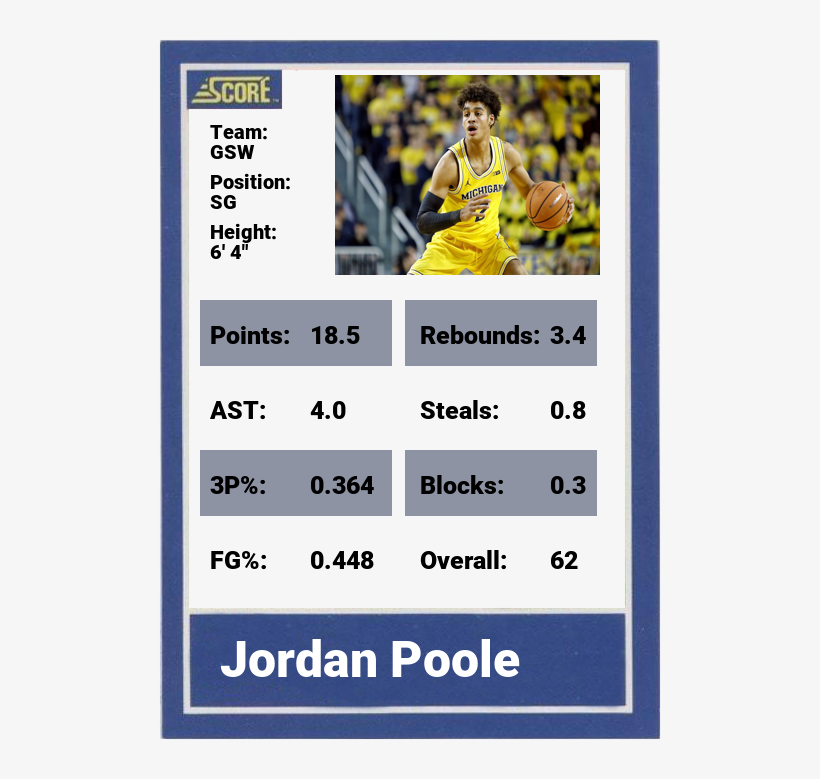 SCORE
Team:
GSW
Position:
SG
Height:
6' 4"
MICHIGAN
Points: 18.5 Rebounds: 3.4
AST: 4.0 Steals: 0.8
3P%: 0.364 Blocks: 0.3
FG%: 0.448 Overall: 62
Jordan Poole